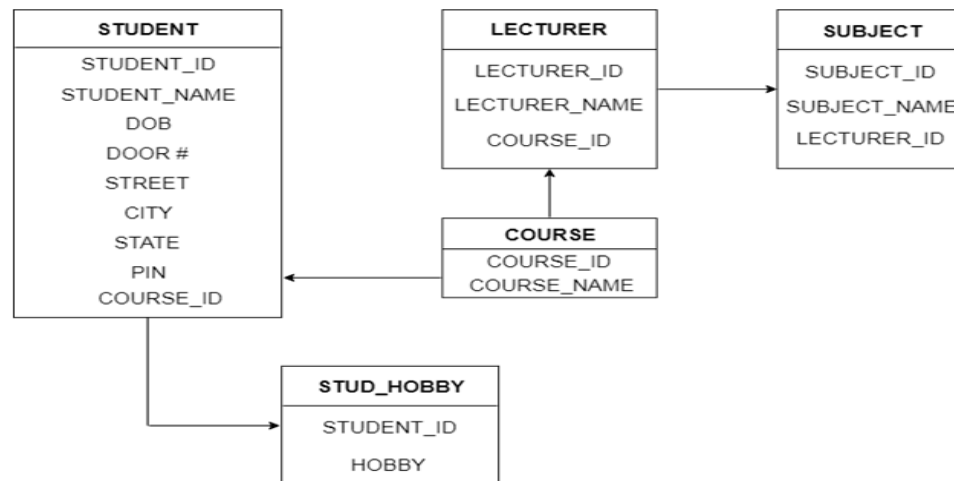 STUDENT
STUDENT_ID
STUDENT_NAME
DOB
DOOR #
STREET
CITY
STATE
PIN
COURSE_ID
LECTURER
LECTURER_ID
LECTURER_NAME
COURSE_ID
SUBJECT
SUBJECT_ID
SUBJECT_NAME
LECTURER_ID
COURSE
COURSE_ID
COURSE_NAME
STUD_HOBBY
STUDENT_ID
HOBBY